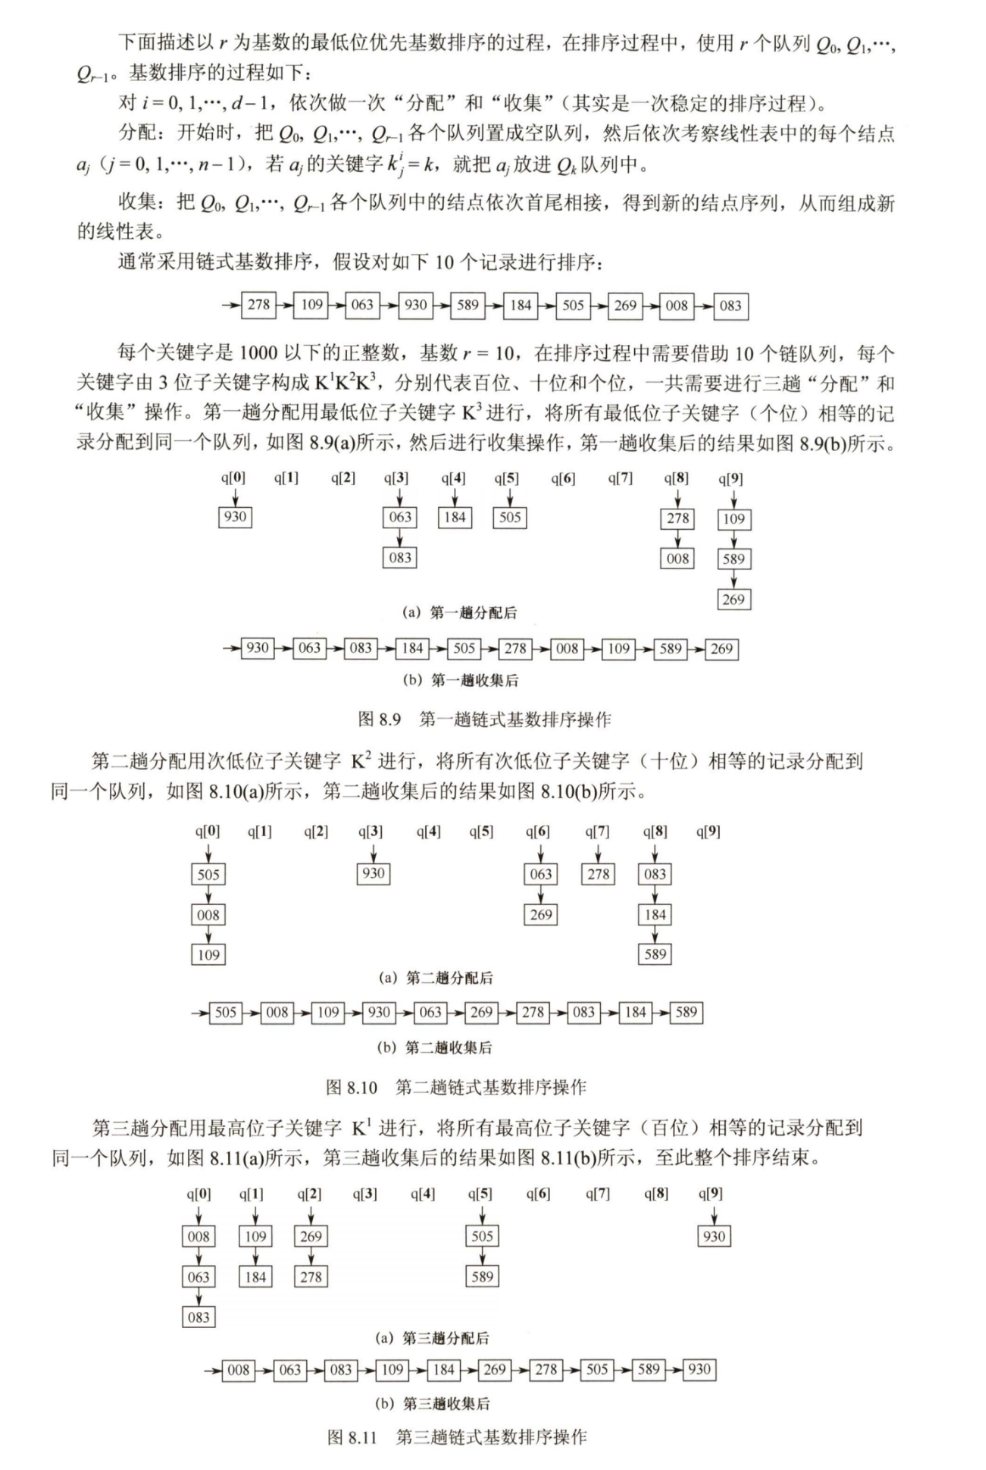 下面描述以 r 为基数的最低位优先基数排序的过程，在排序过程中，使用 r 个队列 Q₀, Q₁,…,
Qᵣ₋₁。基数排序的过程如下：
对 i = 0, 1,…, d − 1，依次做一次“分配”和“收集”（其实是一次稳定的排序过程）。
分配：开始时，把 Q₀, Q₁,…, Qᵣ₋₁ 各个队列置成空队列，然后依次考察线性表中的每个结点
aⱼ（j = 0, 1,…, n − 1），若 aⱼ 的关键字 kⱼⁱ = k，就把 aⱼ 放进 Qₖ 队列中。
收集：把 Q₀, Q₁,…, Qᵣ₋₁ 各个队列中的结点依次首尾相接，得到新的结点序列，从而组成新
的线性表。
通常采用链式基数排序，假设对如下 10 个记录进行排序：
→278→109→063→930→589→184→505→269→008→083
每个关键字是 1000 以下的正整数，基数 r = 10，在排序过程中需要借助 10 个链队列，每个
关键字由 3 位子关键字构成 K¹K²K³，分别代表百位、十位和个位，一共需要进行三趟“分配”和
“收集”操作。第一趟分配用最低位子关键字 K³ 进行，将所有最低位子关键字（个位）相等的记
录分配到同一个队列，如图 8.9(a)所示，然后进行收集操作，第一趟收集后的结果如图 8.9(b)所示。
q[0] q[1] q[2] q[3] q[4] q[5] q[6] q[7] q[8] q[9]
930 063 184 505 278 109
083 008 589
269
(a) 第一趟分配后
→930→063→083→184→505→278→008→109→589→269
(b) 第一趟收集后
图 8.9 第一趟链式基数排序操作
第二趟分配用次低位子关键字 K² 进行，将所有次低位子关键字（十位）相等的记录分配到
同一个队列，如图 8.10(a)所示，第二趟收集后的结果如图 8.10(b)所示。
q[0] q[1] q[2] q[3] q[4] q[5] q[6] q[7] q[8] q[9]
505 930 063 278 083
008 269 184
109 589
(a) 第二趟分配后
→505→008→109→930→063→269→278→083→184→589
(b) 第二趟收集后
图 8.10 第二趟链式基数排序操作
第三趟分配用最高位子关键字 K¹ 进行，将所有最高位子关键字（百位）相等的记录分配到
同一个队列，如图 8.11(a)所示，第三趟收集后的结果如图 8.11(b)所示，至此整个排序结束。
q[0] q[1] q[2] q[3] q[4] q[5] q[6] q[7] q[8] q[9]
008 109 269 505 930
063 184 278 589
083
(a) 第三趟分配后
→008→063→083→109→184→269→278→505→589→930
(b) 第三趟收集后
图 8.11 第三趟链式基数排序操作